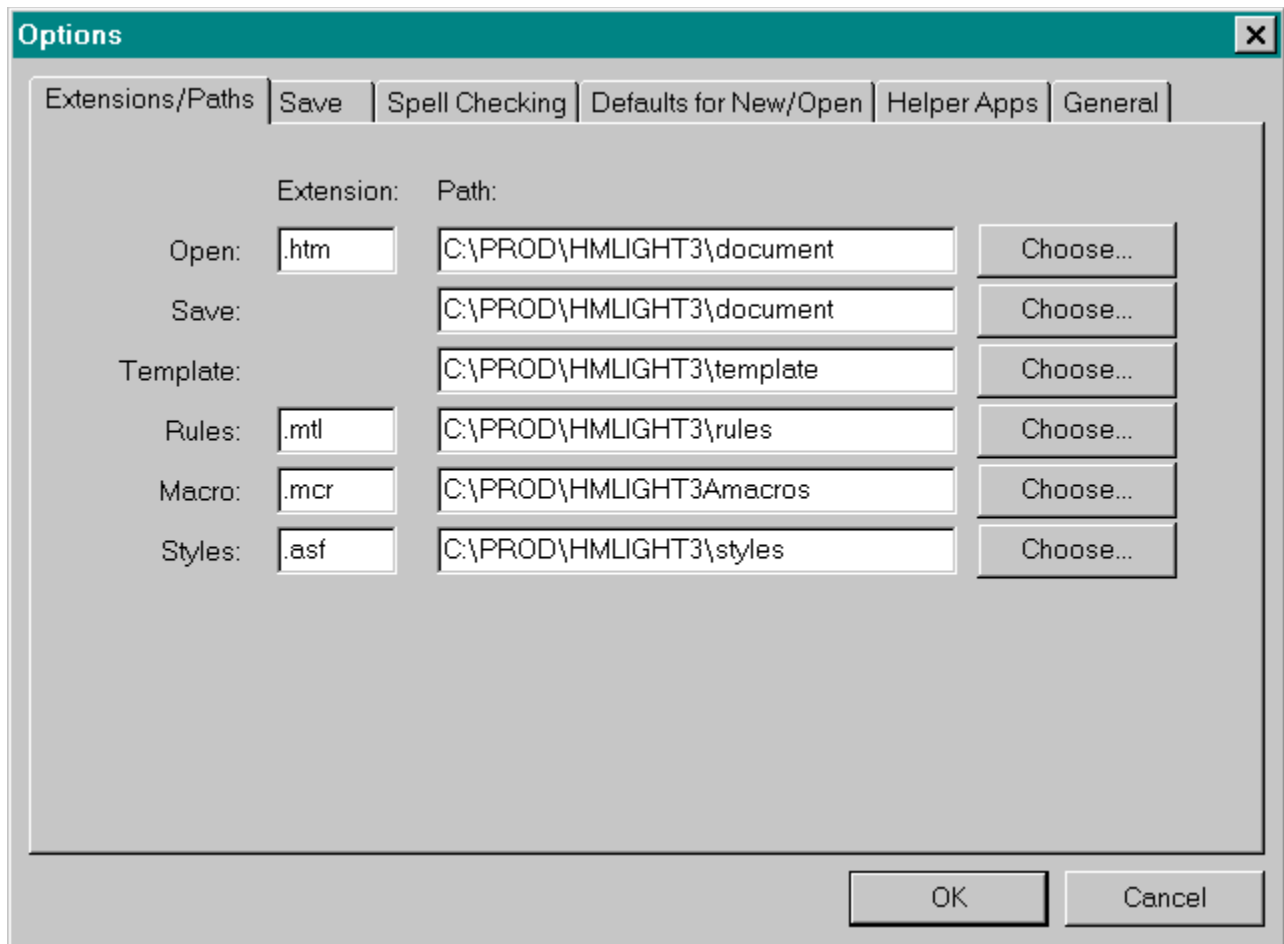 Options
Extensions/Paths Save Spell Checking Defaults for New/Open Helper Apps General
Extension: Path:
Open: .htm C:\PROD\HMLIGHT3\document Choose...
Save: C:\PROD\HMLIGHT3\document Choose...
Template: C:\PROD\HMLIGHT3\template Choose...
Rules: .mtl C:\PROD\HMLIGHT3\rules Choose...
Macro: .mcr C:\PROD\HMLIGHT3Amacros Choose...
Styles: .asf C:\PROD\HMLIGHT3\styles Choose...
OK Cancel